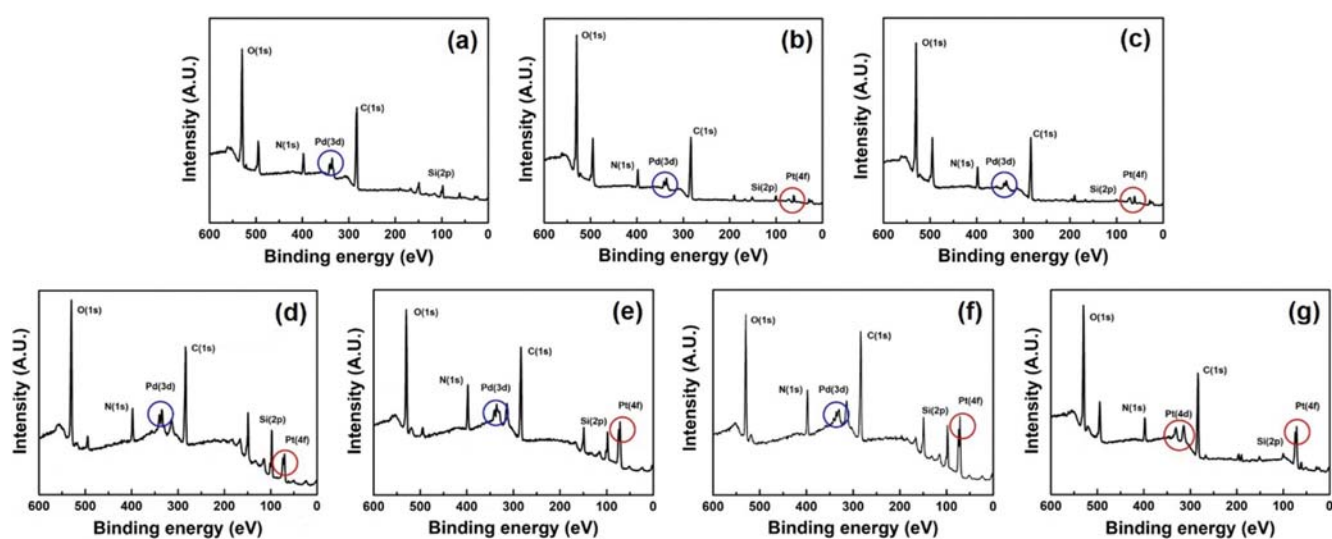 (a)
O(1s)
N(1s)
Pd(3d)
C(1s)
Si(2p)
Intensity (A.U.)
600 500 400 300 200 100 0
Binding energy (eV)
(b)
O(1s)
N(1s)
Pd(3d)
C(1s)
Si(2p)
Pt(4f)
Intensity (A.U.)
600 500 400 300 200 100 0
Binding energy (eV)
(c)
O(1s)
N(1s)
Pd(3d)
C(1s)
Si(2p)
Pt(4f)
Intensity (A.U.)
600 500 400 300 200 100 0
Binding energy (eV)
(d)
O(1s)
N(1s)
Pd(3d)
C(1s)
Si(2p)
Pt(4f)
Intensity (A.U.)
600 500 400 300 200 100 0
Binding energy (eV)
(e)
O(1s)
N(1s)
Pd(3d)
C(1s)
Si(2p)
Pt(4f)
Intensity (A.U.)
600 500 400 300 200 100 0
Binding energy (eV)
(f)
O(1s)
N(1s)
Pd(3d)
C(1s)
Si(2p)
Pt(4f)
Intensity (A.U.)
600 500 400 300 200 100 0
Binding energy (eV)
(g)
O(1s)
N(1s)
Pt(4d)
C(1s)
Si(2p)
Pt(4f)
Intensity (A.U.)
600 500 400 300 200 100 0
Binding energy (eV)